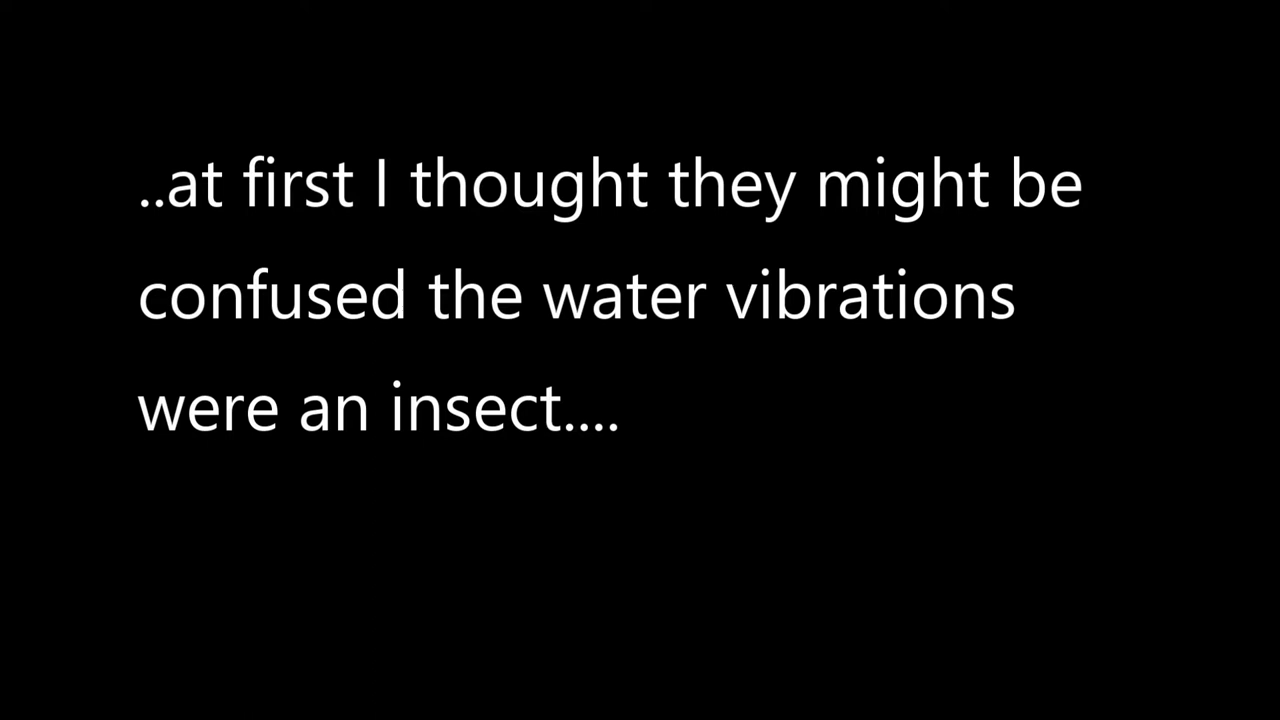 ..at first I thought they might be
confused the water vibrations
were an insect....